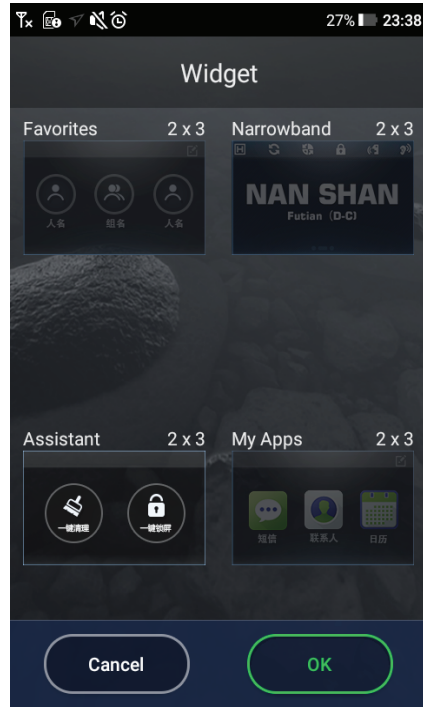 27% 23:38
Widget
Favorites 2 x 3
Narrowband 2 x 3
人名 组名 人名
H
NAN SHAN
Futian (D-C)
Assistant 2 x 3
My Apps 2 x 3
一键清理 一键锁屏
短信 联系人 日历
Cancel OK